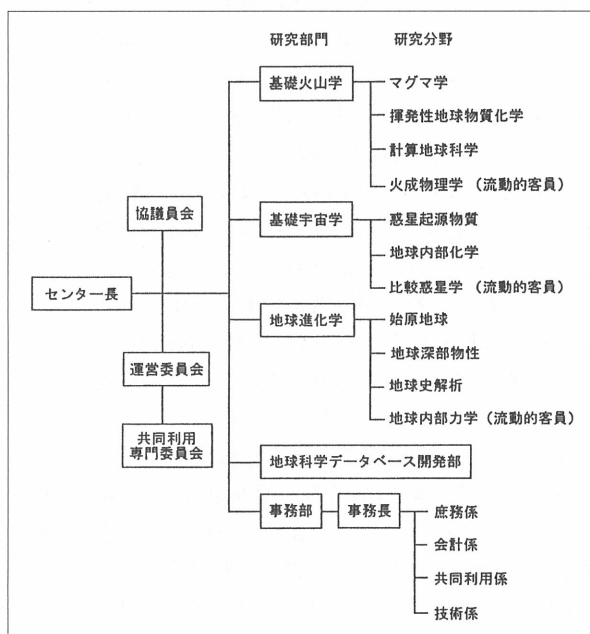 研究部門 研究分野
基礎火山学 マグマ学
揮発性地球物質化学
計算地球科学
火成物理学 (流動的客員)
協議員会
基礎宇宙学 惑星起源物質
地球内部化学
センター長
比較惑星学 (流動的客員)
地球進化学 始原地球
運営委員会
地球深部物性
地球史解析
共同利用
専門委員会
地球内部力学 (流動的客員)
地球科学データベース開発部
事務部 事務長 庶務係
会計係
共同利用係
技術係